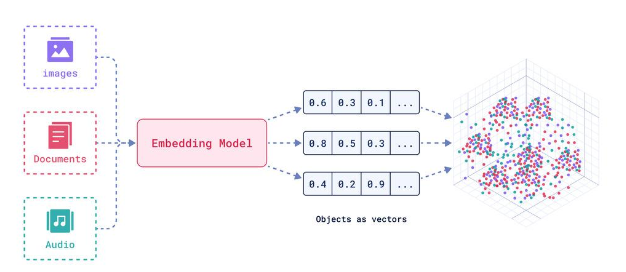 images
Documents
Audio
Embedding Model
0.6 0.3 0.1 ...
0.8 0.5 0.3 ...
0.4 0.2 0.9 ...
Objects as vectors